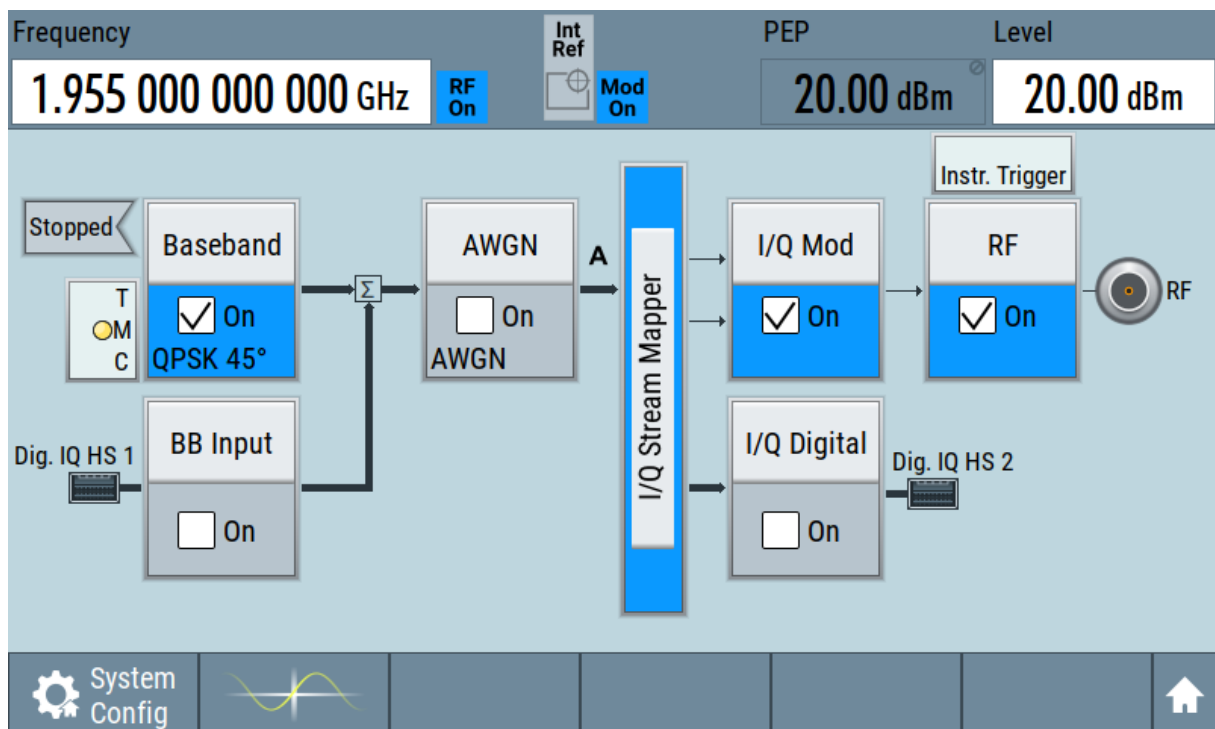 Frequency
Int
Ref
PEP
Level
1.955 000 000 000 GHz
RF
On
Mod
On
20.00 dBm
20.00 dBm
Instr. Trigger
Stopped
Baseband
AWGN
I/Q Mod
RF
A
T
M
C
On
QPSK 45°
Σ
On
AWGN
I/Q Stream Mapper
On
On
RF
Dig. IQ HS 1
BB Input
On
I/Q Digital
On
Dig. IQ HS 2
System
Config